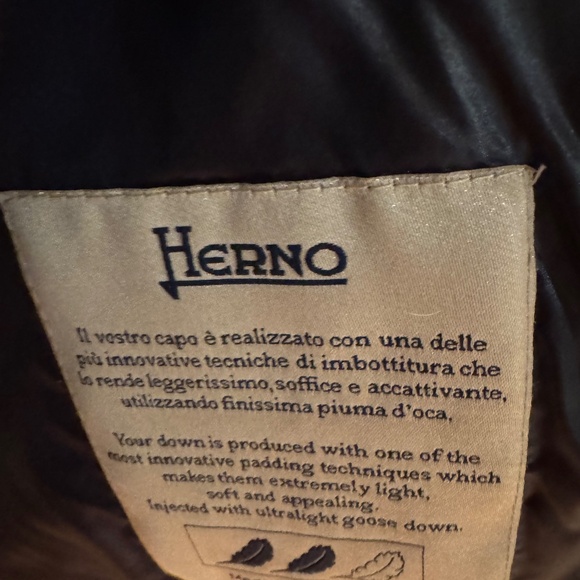 HERNO
Il vostro capo è realizzato con una delle
più innovative tecniche di imbottitura che
lo rende leggerissimo, soffice e accattivante,
utilizzando finissima piuma d'oca.
Your down is produced with one of the
most innovative padding techniques which
makes them extremely light,
soft and appealing.
Injected with ultralight goose down.